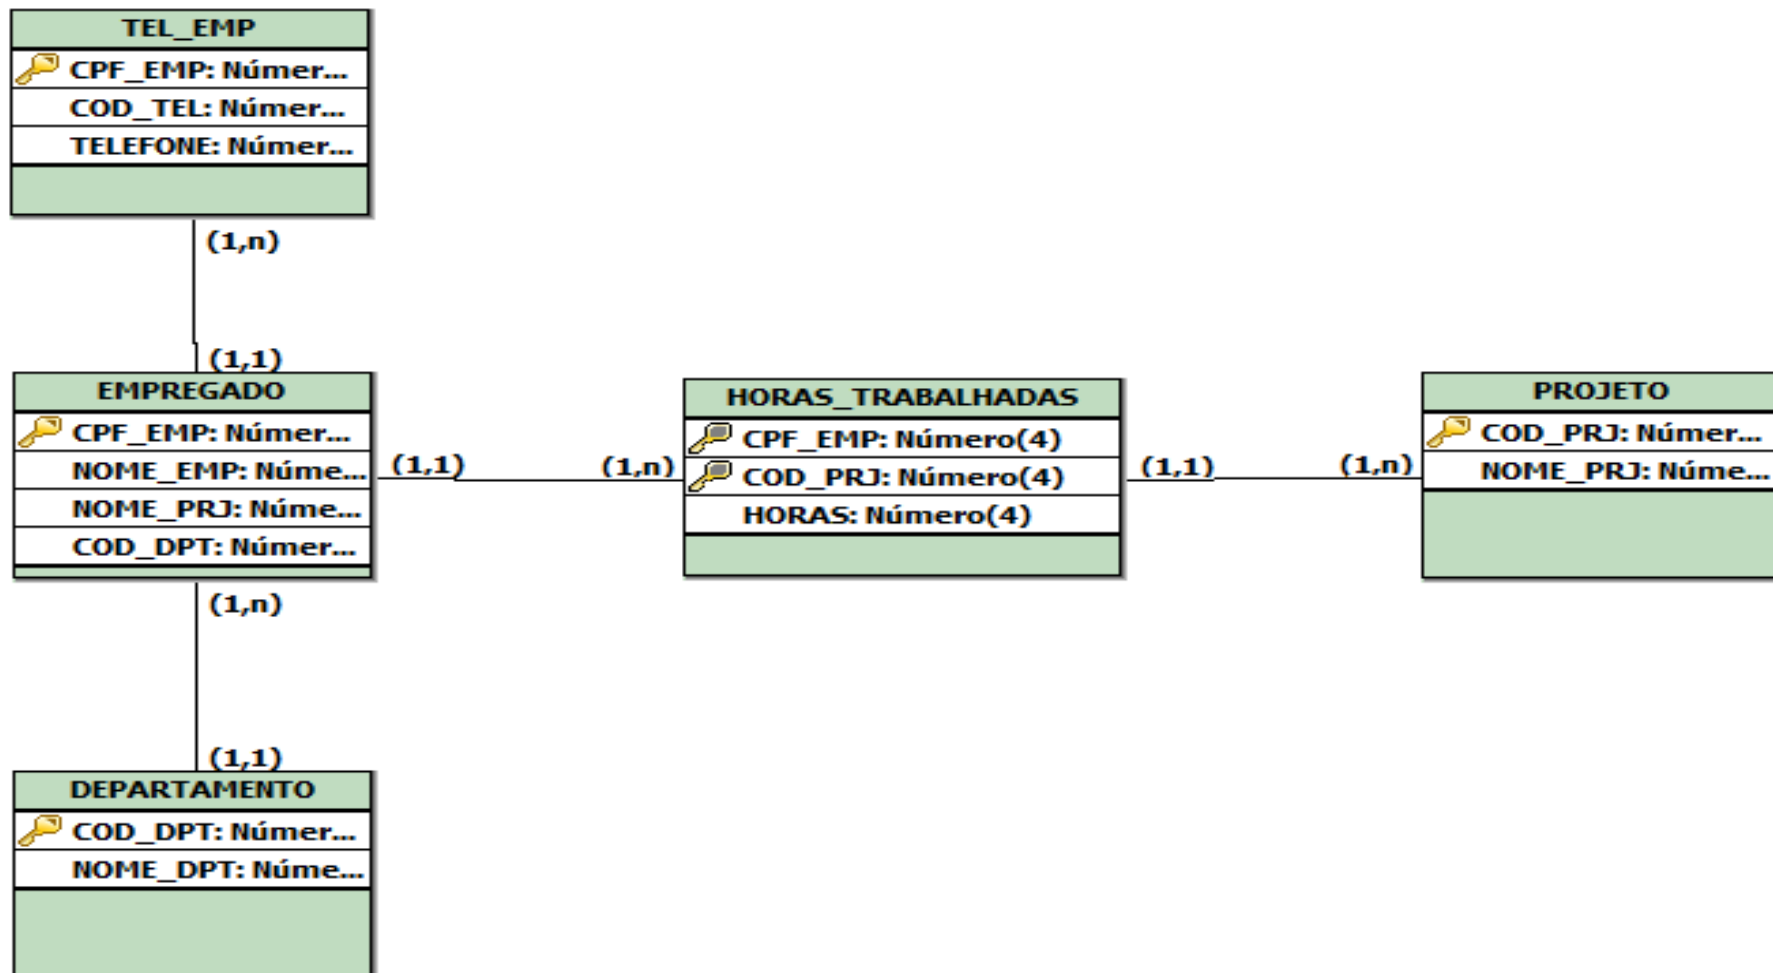 TEL_EMP
CPF_EMP: Númer...
COD_TEL: Númer...
TELEFONE: Númer...
(1,n)
(1,1)
EMPREGADO
CPF_EMP: Númer...
NOME_EMP: Núme...
NOME_PRJ: Núme...
COD_DPT: Númer...
(1,1)
(1,n)
HORAS_TRABALHADAS
CPF_EMP: Número(4)
COD_PRJ: Número(4)
HORAS: Número(4)
(1,1)
(1,n)
PROJETO
COD_PRJ: Númer...
NOME_PRJ: Núme...
(1,n)
(1,1)
DEPARTAMENTO
COD_DPT: Númer...
NOME_DPT: Núme...